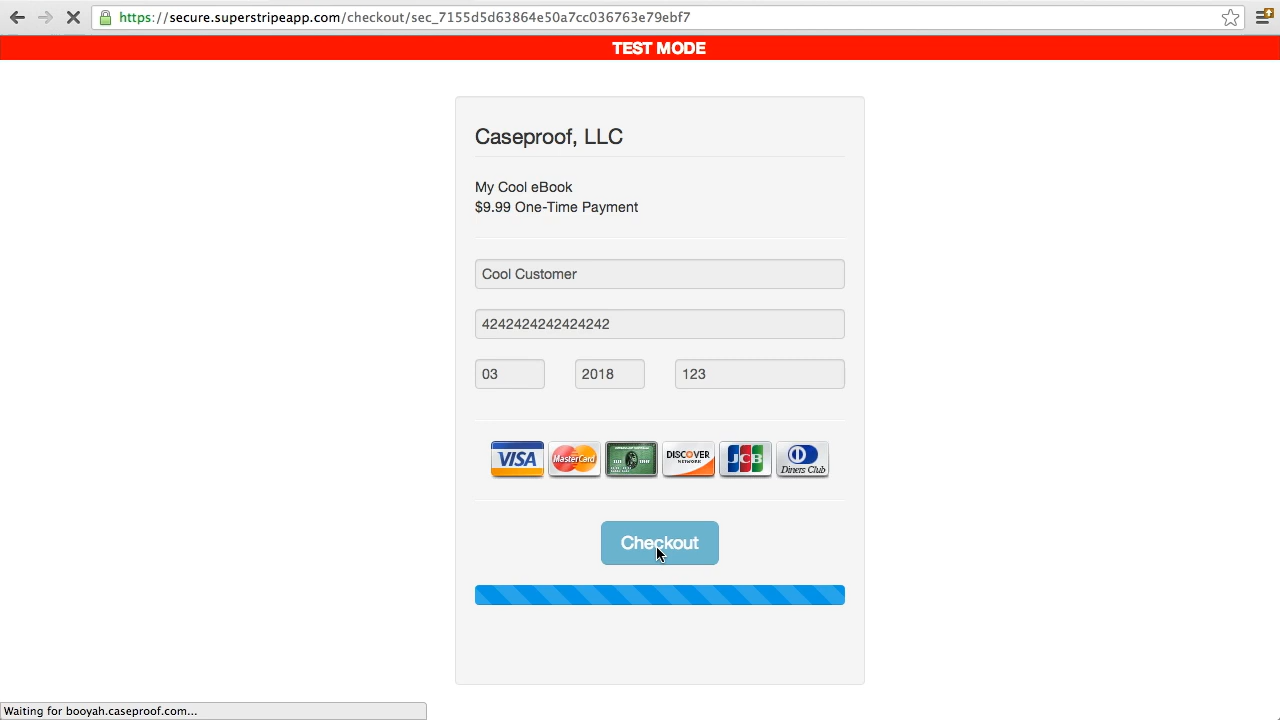 https://secure.superstripeapp.com/checkout/sec_7155d5d63864e50a7cc036763e79ebf7
TEST MODE
Caseproof, LLC
My Cool eBook
$9.99 One-Time Payment
Cool Customer
4242424242424242
03 2018 123
VISA MasterCard DISCOVER NETWORK JCB Diners Club
Checkout
Waiting for booyah.caseproof.com...